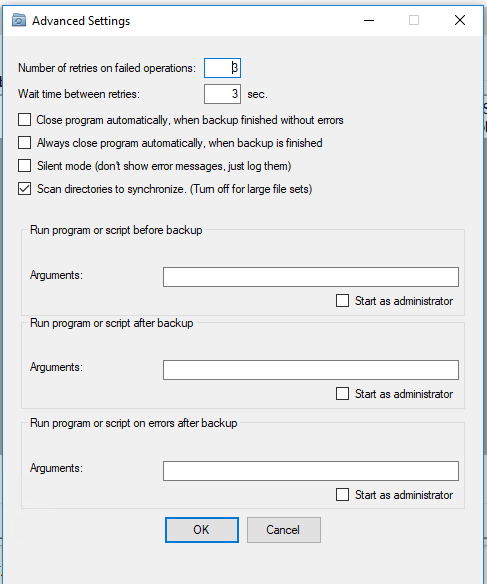 Advanced Settings
Number of retries on failed operations: 3
Wait time between retries: 3 sec.
Close program automatically, when backup finished without errors
Always close program automatically, when backup is finished
Silent mode (don't show error messages, just log them)
Scan directories to synchronize. (Turn off for large file sets)
Run program or script before backup
Arguments:
Start as administrator
Run program or script after backup
Arguments:
Start as administrator
Run program or script on errors after backup
Arguments:
Start as administrator
OK Cancel